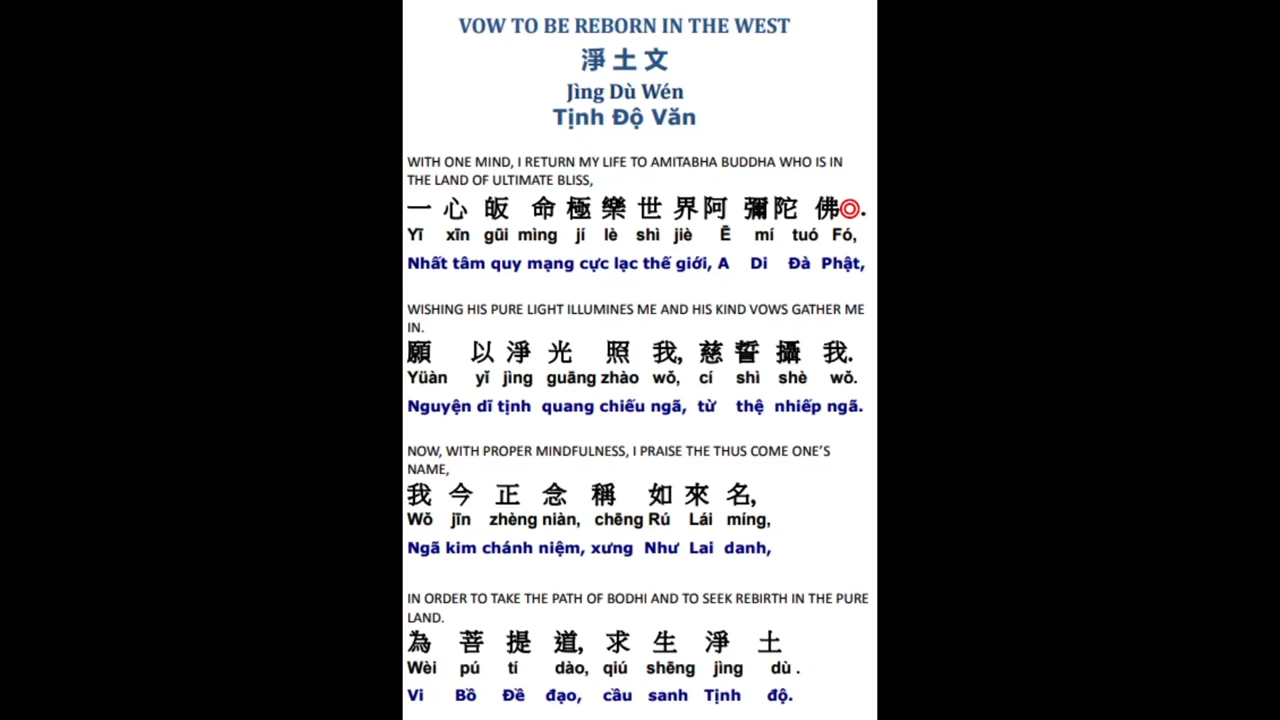 VOW TO BE REBORN IN THE WEST
淨土文
Jìng Dù Wén
Tịnh Độ Văn
WITH ONE MIND, I RETURN MY LIFE TO AMITABHA BUDDHA WHO IS IN
THE LAND OF ULTIMATE BLISS,
一心皈命極樂世界阿彌陀佛◎.
Yī xīn gūi mìng jí lè shì jiè Ē mí tuó Fó,
Nhất tâm quy mạng cực lạc thế giới, A Di Đà Phật,
WISHING HIS PURE LIGHT ILLUMINES ME AND HIS KIND VOWS GATHER ME
IN.
願以淨光照我, 慈誓攝我.
Yüàn yǐ jìng guāng zhào wǒ, cí shì shè wǒ.
Nguyện dĩ tịnh quang chiếu ngã, từ thệ nhiếp ngã.
NOW, WITH PROPER MINDFULNESS, I PRAISE THE THUS COME ONE’S
NAME,
我今正念稱如來名,
Wǒ jīn zhèng niàn, chēng Rú Lái míng,
Ngã kim chánh niệm, xưng Như Lai danh,
IN ORDER TO TAKE THE PATH OF BODHI AND TO SEEK REBIRTH IN THE PURE
LAND.
為菩提道, 求生淨土
Wèi pú tí dào, qiú shēng jìng dù .
Vi Bồ Đề đạo, cầu sanh Tịnh độ.